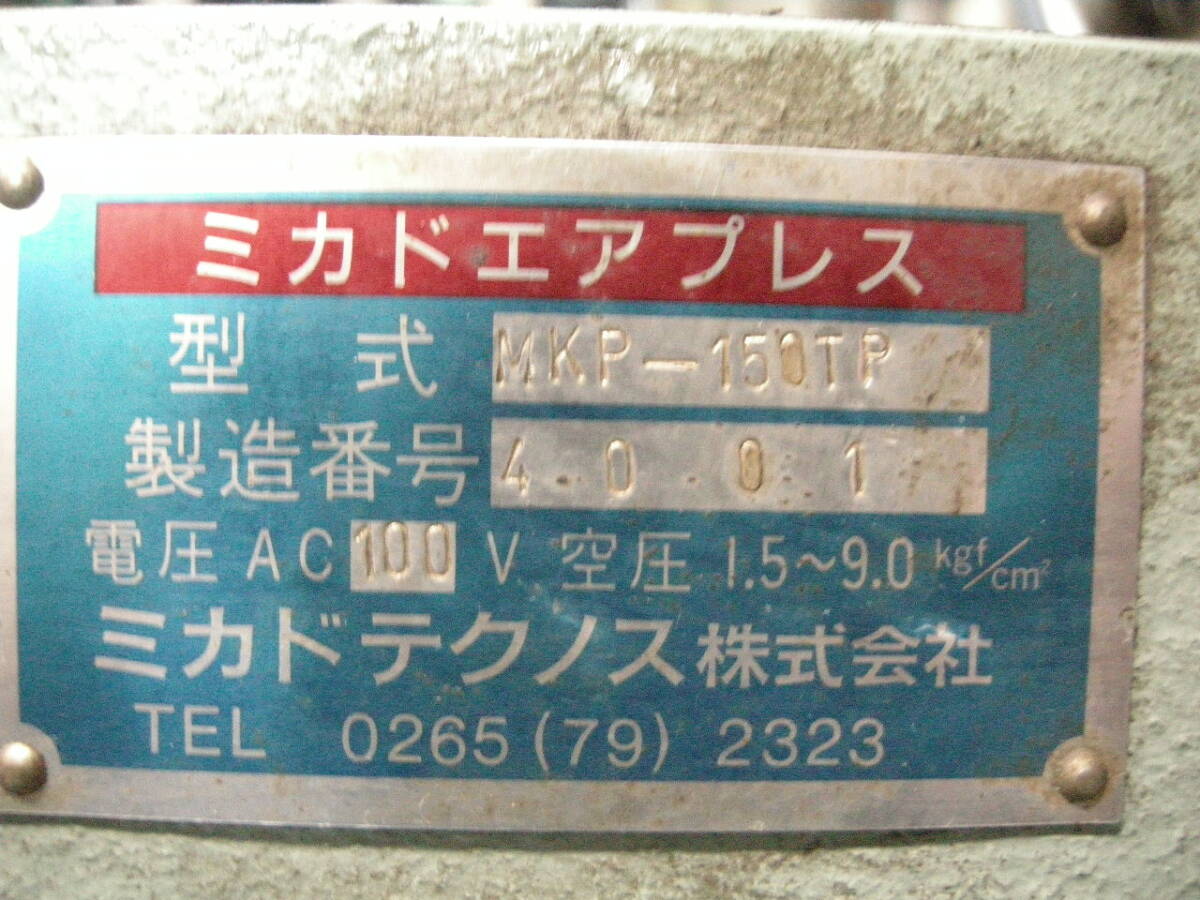 ミカドエアプレス
型式 MKP-150TP
製造番号 4001
電圧 AC 100 V 空圧 1.5~9.0 kgf/cm²
ミカドテクノス株式会社
TEL 0265(79)2323